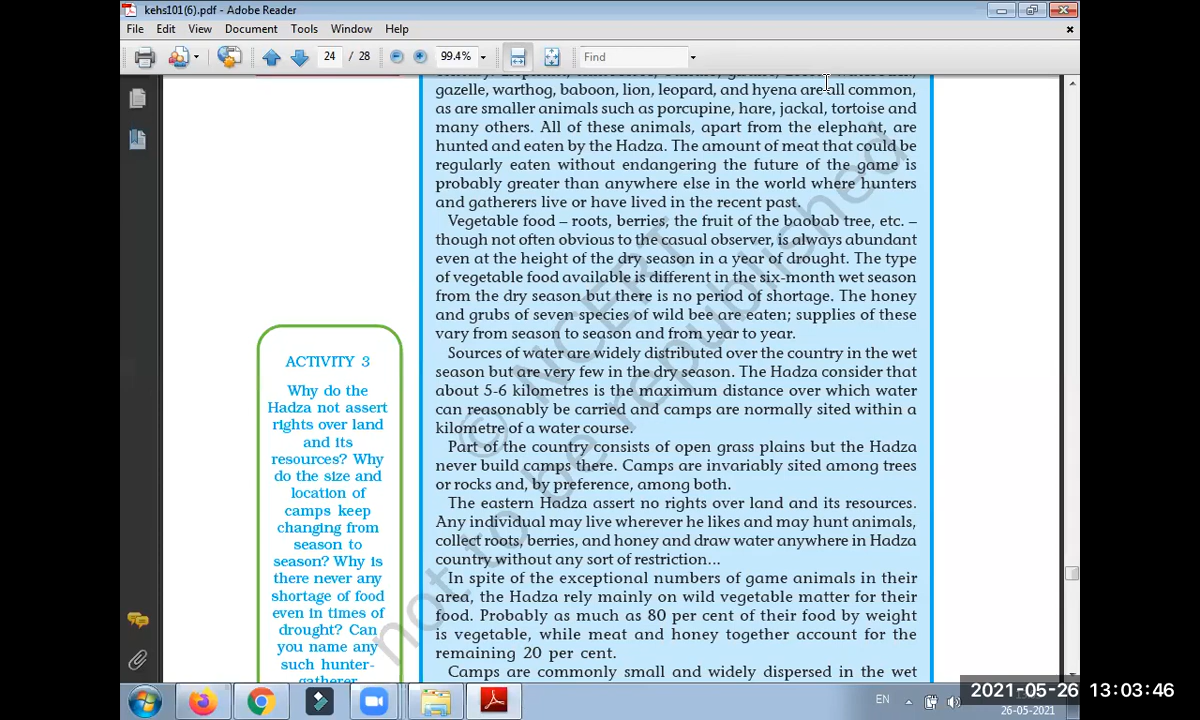 kehs101(6).pdf - Adobe Reader
File Edit View Document Tools Window Help
24 / 28 99.4% Find
gazelle, warthog, baboon, lion, leopard, and hyena are all common,
as are smaller animals such as porcupine, hare, jackal, tortoise and
many others. All of these animals, apart from the elephant, are
hunted and eaten by the Hadza. The amount of meat that could be
regularly eaten without endangering the future of the game is
probably greater than anywhere else in the world where hunters
and gatherers live or have lived in the recent past.
Vegetable food – roots, berries, the fruit of the baobab tree, etc. –
though not often obvious to the casual observer, is always abundant
even at the height of the dry season in a year of drought. The type
of vegetable food available is different in the six-month wet season
from the dry season but there is no period of shortage. The honey
and grubs of seven species of wild bee are eaten; supplies of these
vary from season to season and from year to year.
Sources of water are widely distributed over the country in the wet
season but are very few in the dry season. The Hadza consider that
about 5-6 kilometres is the maximum distance over which water
can reasonably be carried and camps are normally sited within a
kilometre of a water course.
Part of the country consists of open grass plains but the Hadza
never build camps there. Camps are invariably sited among trees
or rocks and, by preference, among both.
The eastern Hadza assert no rights over land and its resources.
Any individual may live wherever he likes and may hunt animals,
collect roots, berries, and honey and draw water anywhere in Hadza
country without any sort of restriction...
In spite of the exceptional numbers of game animals in their
area, the Hadza rely mainly on wild vegetable matter for their
food. Probably as much as 80 per cent of their food by weight
is vegetable, while meat and honey together account for the
remaining 20 per cent.
Camps are commonly small and widely dispersed in the wet
ACTIVITY 3
Why do the
Hadza not assert
rights over land
and its
resources? Why
do the size and
location of
camps keep
changing from
season to
season? Why is
there never any
shortage of food
even in times of
drought? Can
you name any
such hunter-
gatherer
© NCERT
not to be republished
EN
2021-05-26 13:03:46
26-05-2021